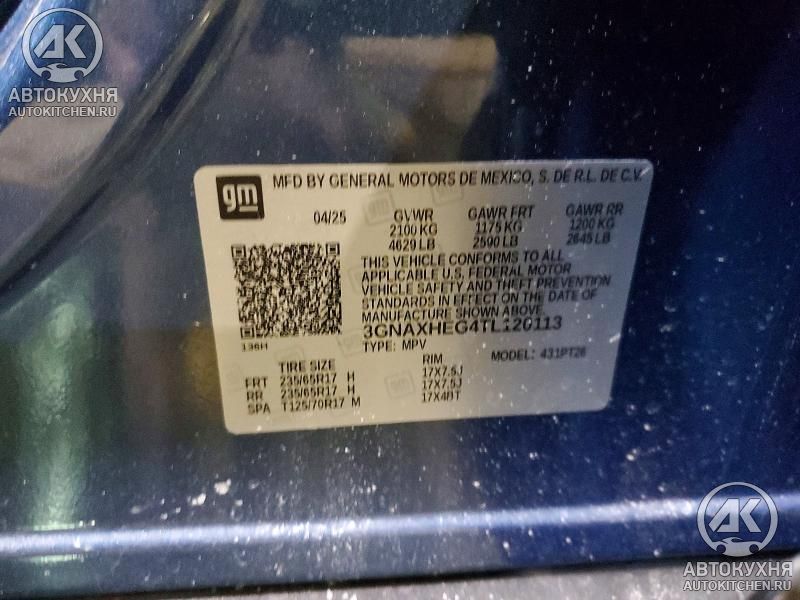 АК
АВТОКУХНЯ
AUTOKITCHEN.RU
gm
MFD BY GENERAL MOTORS DE MEXICO, S. DE R.L. DE C.V.
04/25 GVWR GAWR FRT GAWR RR
2100 KG 1175 KG 1200 KG
4629 LB 2590 LB 2645 LB
THIS VEHICLE CONFORMS TO ALL
APPLICABLE U.S. FEDERAL MOTOR
VEHICLE SAFETY AND THEFT PREVENTION
STANDARDS IN EFFECT ON THE DATE OF
MANUFACTURE SHOWN ABOVE.
3GNAXHEG4TL120113
136H
TYPE: MPV MODEL: 431PT26
TIRE SIZE RIM
FRT 235/65R17 H 17X7.5J
RR 235/65R17 H 17X7.5J
SPA T125/70R17 M 17X4BT
АК
АВТОКУХНЯ
AUTOKITCHEN.RU